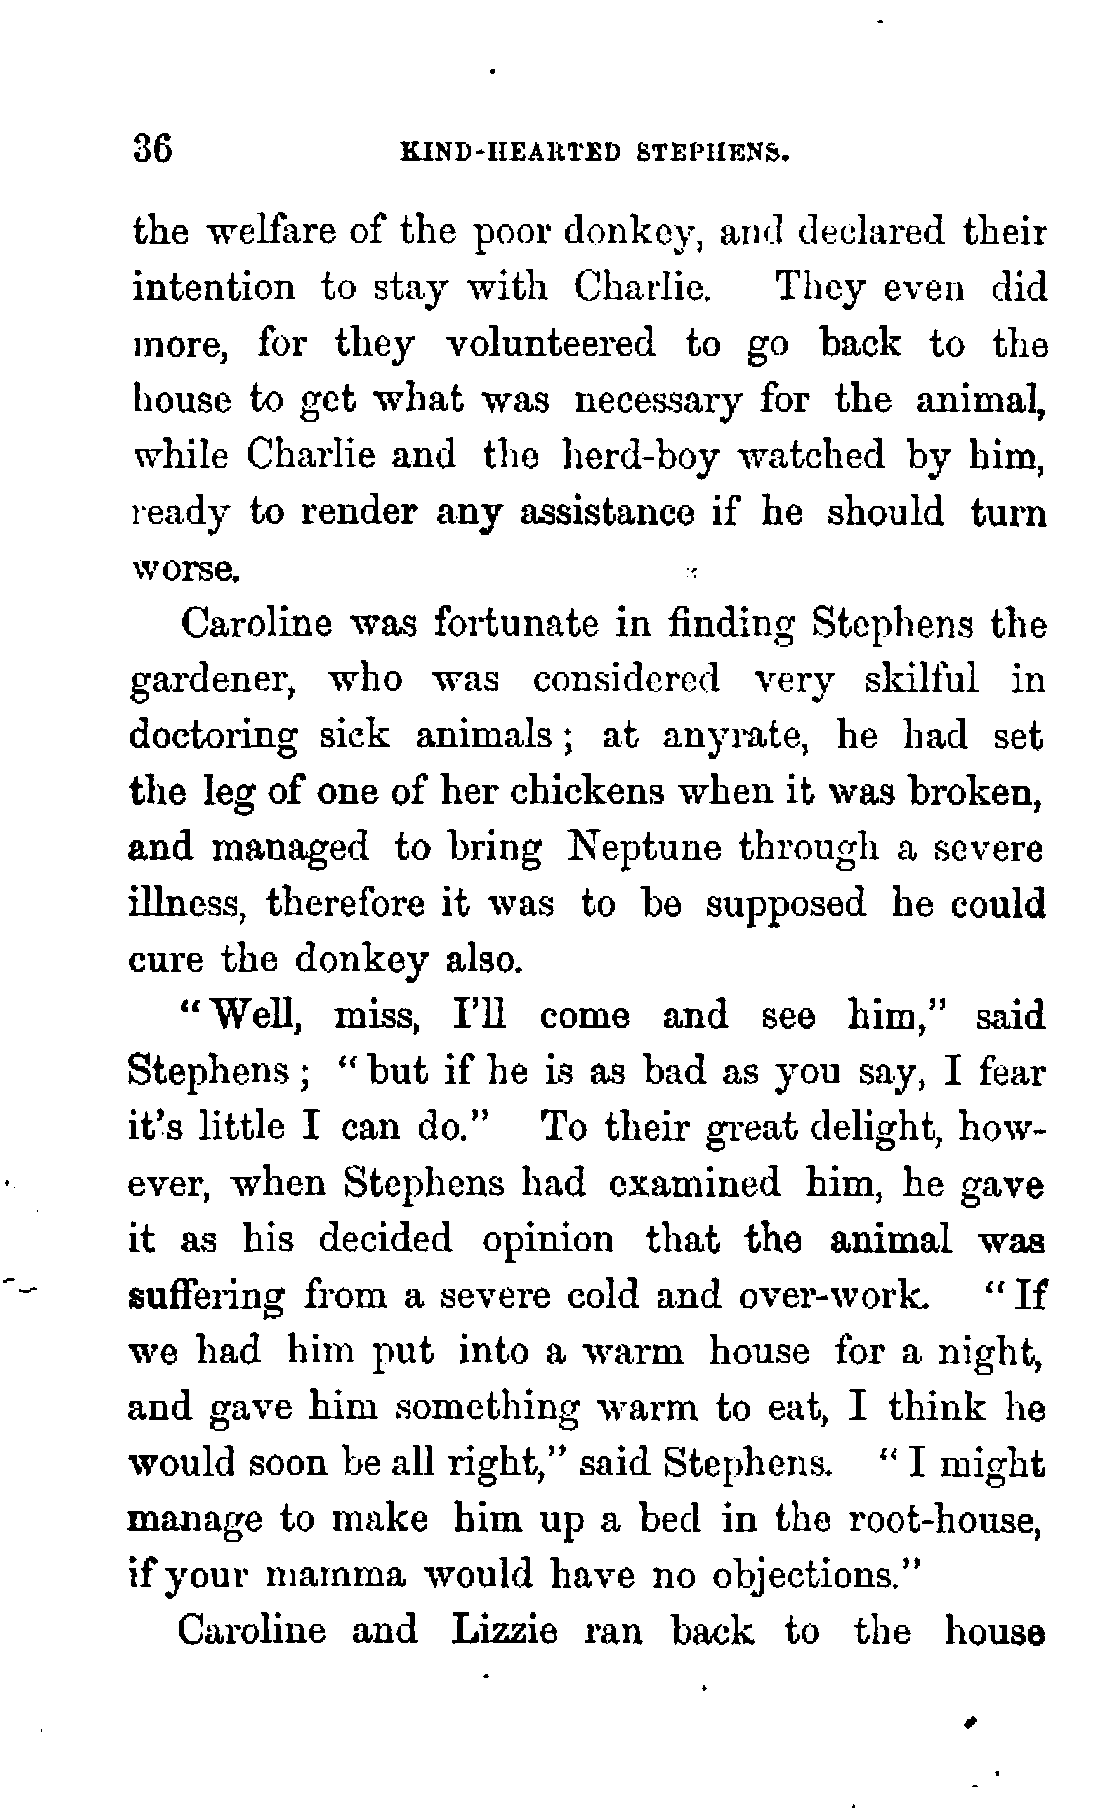 36 KIND-HEARTED STEPHENS.
the welfare of the poor donkey, and declared their
intention to stay with Charlie. They even did
more, for they volunteered to go back to the
house to get what was necessary for the animal,
while Charlie and the herd-boy watched by him,
ready to render any assistance if he should turn
worse.
Caroline was fortunate in finding Stephens the
gardener, who was considered very skilful in
doctoring sick animals; at anyrate, he had set
the leg of one of her chickens when it was broken,
and managed to bring Neptune through a severe
illness, therefore it was to be supposed he could
cure the donkey also.
"Well, miss, I'll come and see him," said
Stephens; "but if he is as bad as you say, I fear
it's little I can do." To their great delight, how-
ever, when Stephens had examined him, he gave
it as his decided opinion that the animal was
suffering from a severe cold and over-work. "If
we had him put into a warm house for a night,
and gave him something warm to eat, I think he
would soon be all right," said Stephens. "I might
manage to make him up a bed in the root-house,
if your mamma would have no objections."
Caroline and Lizzie ran back to the house